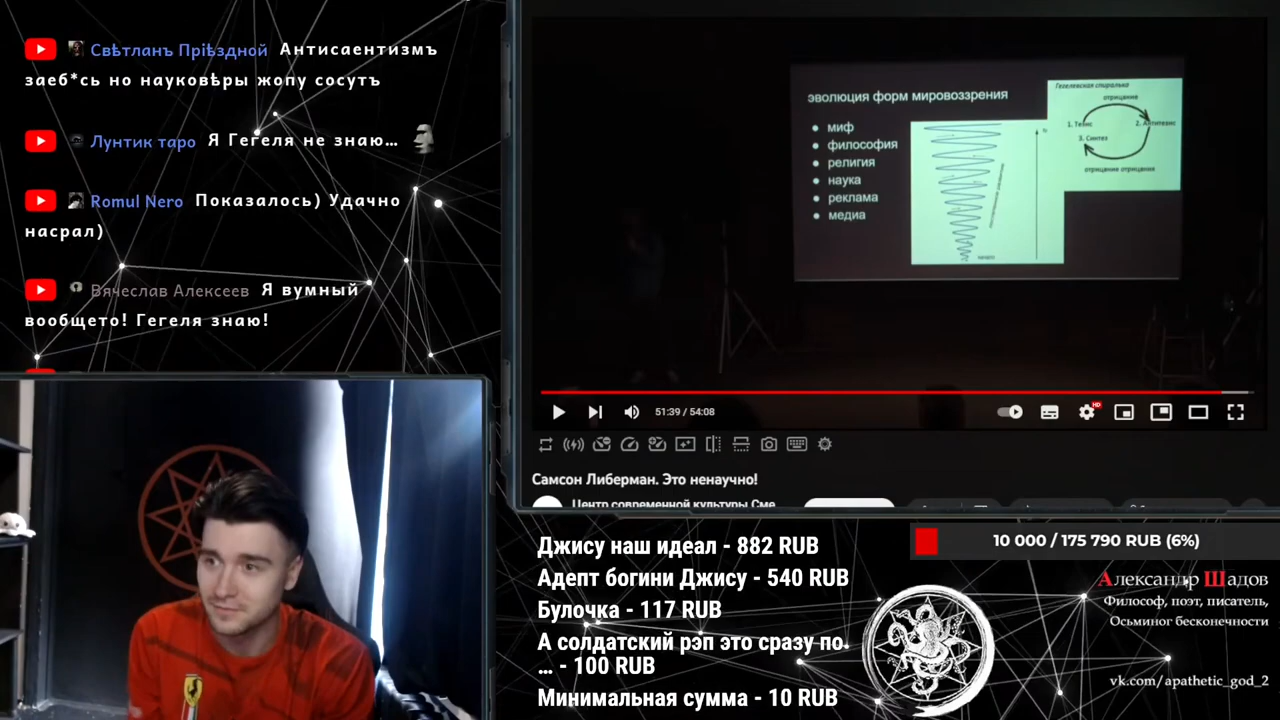 Свѣтланъ Пріѣздной Антисаентизмъ
заеб*сь но науковѣры жопу сосутъ
Лунтик таро Я Гегеля не знаю...
Romul Nero Показалось) Удачно
насрал)
Вячеслав Алексеев Я вумный
вообщето! Гегеля знаю!
эволюция форм мировоззрения
миф
философия
религия
наука
реклама
медиа
Гегелевская спиралько
отрицание
1. Тезис
2. Антитезис
3. Синтез
отрицание отрицания
начало
51:39 / 54:08
HD
Самсон Либерман. Это ненаучно!
Центр современной культуры Сме
Джису наш идеал - 882 RUB
Адепт богини Джису - 540 RUB
Булочка - 117 RUB
А солдатский рэп это сразу по
... - 100 RUB
Минимальная сумма - 10 RUB
10 000 / 175 790 RUB (6%)
Александр Шадов
Философ, поэт, писатель,
Осьминог бесконечности
vk.com/apathetic_god_2